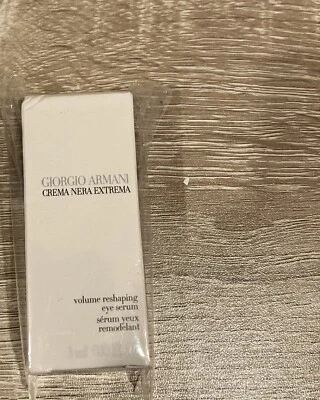 GIORGIO ARMANI
CREMA NERA EXTREMA
volume reshaping
eye serum
sérum yeux
remodelant